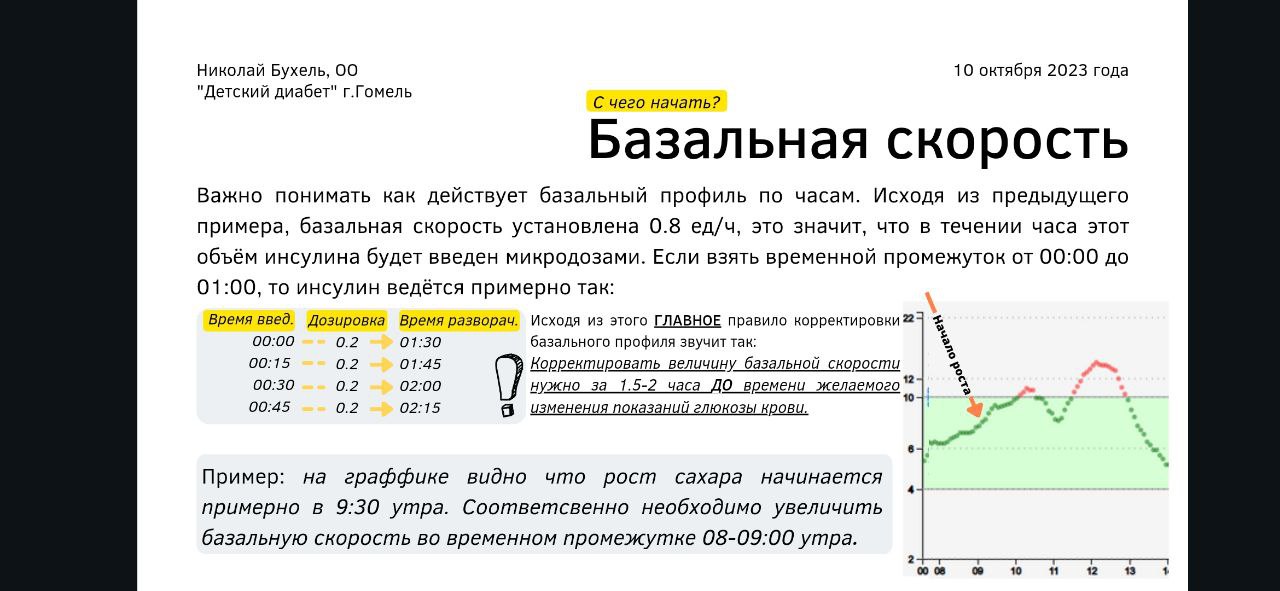 Николай Бухель, ОО
"Детский диабет" г.Гомель
10 октября 2023 года
С чего начать?
Базальная скорость
Важно понимать как действует базальный профиль по часам. Исходя из предыдущего
примера, базальная скорость установлена 0.8 ед/ч, это значит, что в течении часа этот
объём инсулина будет введен микродозами. Если взять временной промежуток от 00:00 до
01:00, то инсулин ведётся примерно так:
Время введ. Дозировка Время разворач.
00:00 0.2 01:30
00:15 0.2 01:45
00:30 0.2 02:00
00:45 0.2 02:15
Исходя из этого ГЛАВНОЕ правило корректировки
базального профиля звучит так:
Корректировать величину базальной скорости
нужно за 1.5-2 часа ДО времени желаемого
изменения показаний глюкозы крови.
Пример: на граффике видно что рост сахара начинается
примерно в 9:30 утра. Соответсвенно необходимо увеличить
базальную скорость во временном промежутке 08-09:00 утра.
Начало роста
22
12
10
6
4
2
00 08 09 10 11 12 13